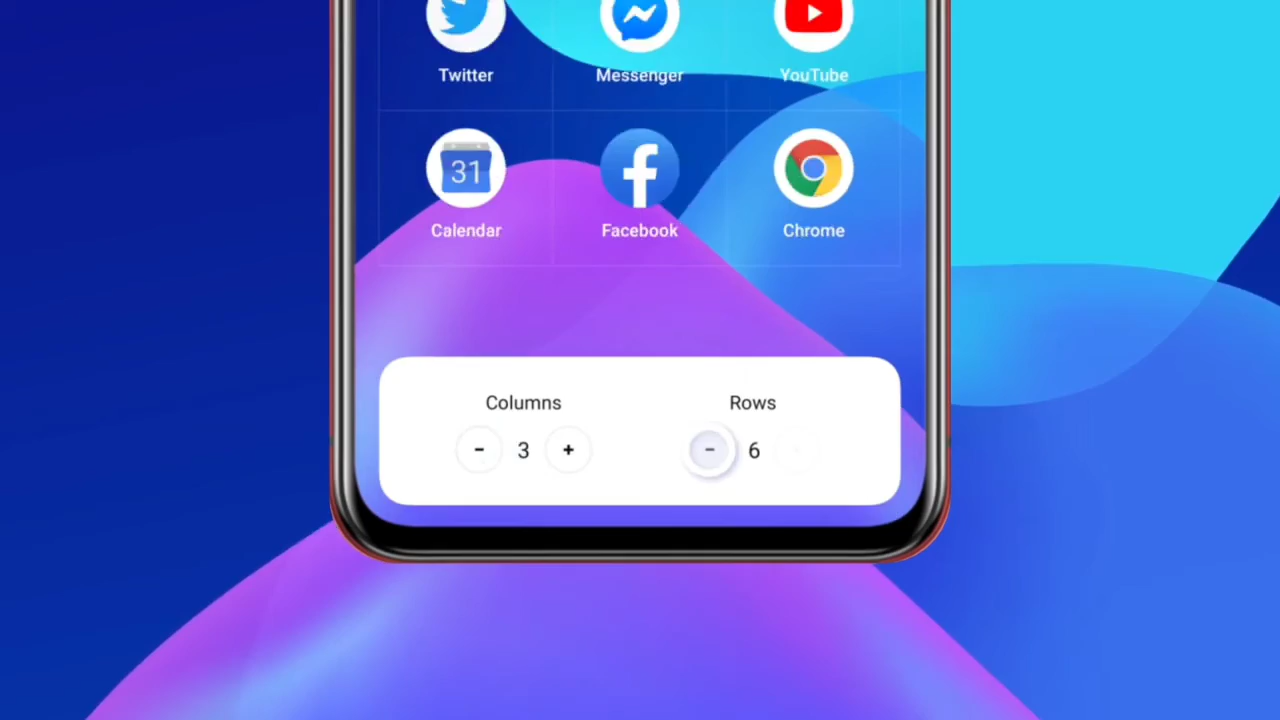 Twitter Messenger YouTube
31
Calendar Facebook Chrome
Columns Rows
- 3 + - 6